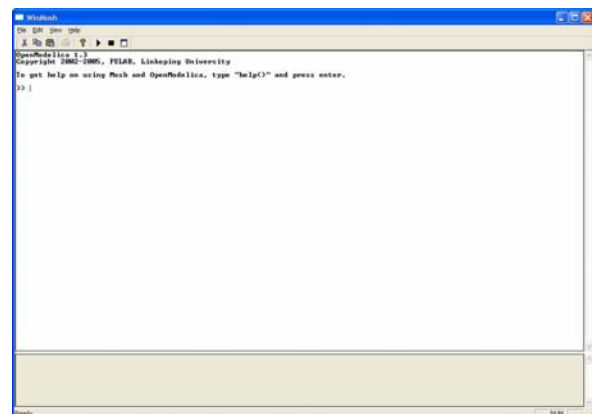 WinMosh
File Edit View Help
OpenModelica 1.3
Copyright 2002-2005, PELAB, Linkoping University
To get help on using Mosh and OpenModelica, type "help()" and press enter.
>>
Ready
NUM